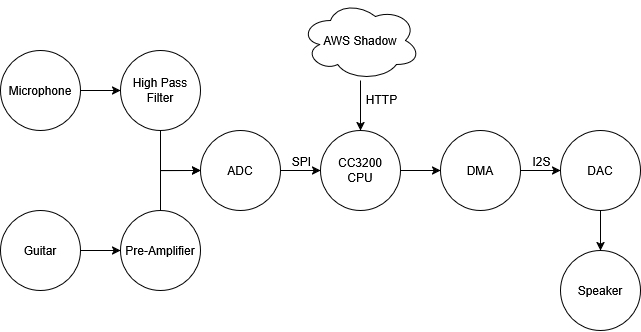 AWS Shadow
Microphone
High Pass
Filter
HTTP
ADC
SPI
CC3200
CPU
DMA
I2S
DAC
Guitar
Pre-Amplifier
Speaker